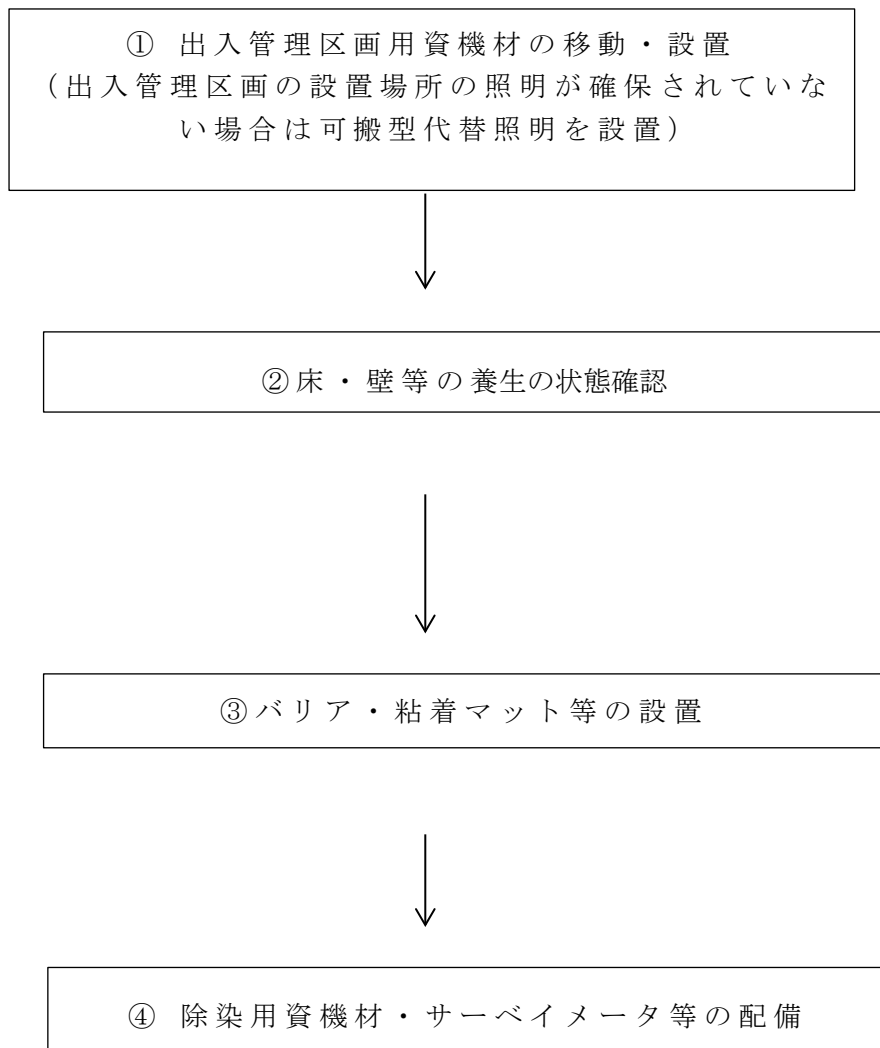 ① 出入管理区画用資機材の移動・設置
(出入管理区画の設置場所の照明が確保されていな
い場合は可搬型代替照明を設置)
②床・壁等の養生の状態確認
③バリア・粘着マット等の設置
④ 除染用資機材・サーベイメータ等の配備